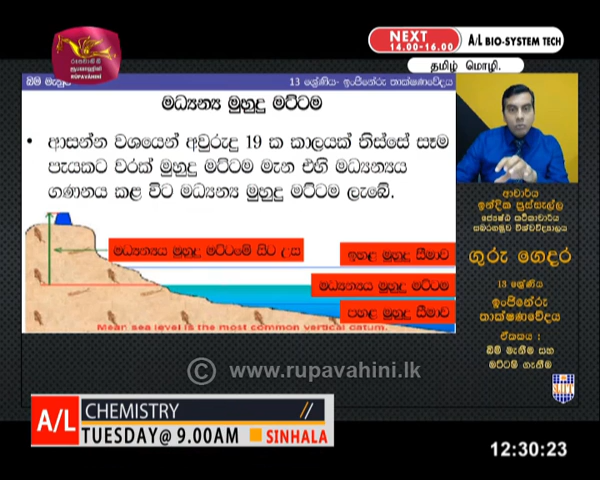 රූපවාහිනී
RUPAVAHINI
NEXT
14.00-16.00
A/L BIO-SYSTEM TECH
தமிழ் மொழி.
බිම් මැනුම
13 ශ්‍රේණිය- ඉංජිනේරු තාක්ෂණවේදය
මධ්‍යන්‍ය මුහුදු මට්ටම
• ආසන්න වශයෙන් අවුරුදු 19 ක කාලයක් තිස්සේ සෑම
පැයකට වරක් මුහුදු මට්ටම මැන එහි මධ්‍යන්‍යය
ගණනය කළ විට මධ්‍යන්‍ය මුහුදු මට්ටම ලැබේ.
මධ්‍යන්‍යය මුහුදු මට්ටමේ සිට උස
ඉහළ මුහුදු සීමාව
මධ්‍යන්‍යය මුහුදු මට්ටම
පහළ මුහුදු සීමාව
Mean sea level is the most common vertical datum.
ආචාර්ය
ඉන්දික පුස්සැල්ල
ජ්‍යෙෂ්ඨ කථිකාචාර්ය
සබරගමුව විශ්වවිද්‍යාලය
ගුරු ගෙදර
13 ශ්‍රේණිය
ඉංජිනේරු
තාක්ෂණවේදය
ඒකකය :
බිම් මැනීම සහ
මට්ටම් ගැනීම
© www.rupavahini.lk
A/L
CHEMISTRY //
TUESDAY@ 9.00AM
SINHALA
12:30:23